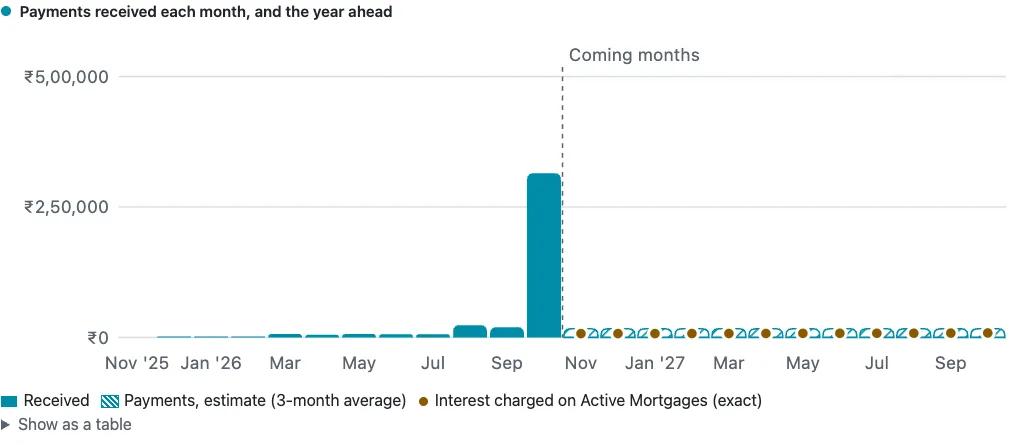 Payments received each month, and the year ahead
Coming months
₹5,00,000
₹2,50,000
₹0
Nov '25 Jan '26 Mar May Jul Sep Nov Jan '27 Mar May Jul Sep
Received Payments, estimate (3-month average) Interest charged on Active Mortgages (exact)
Show as a table